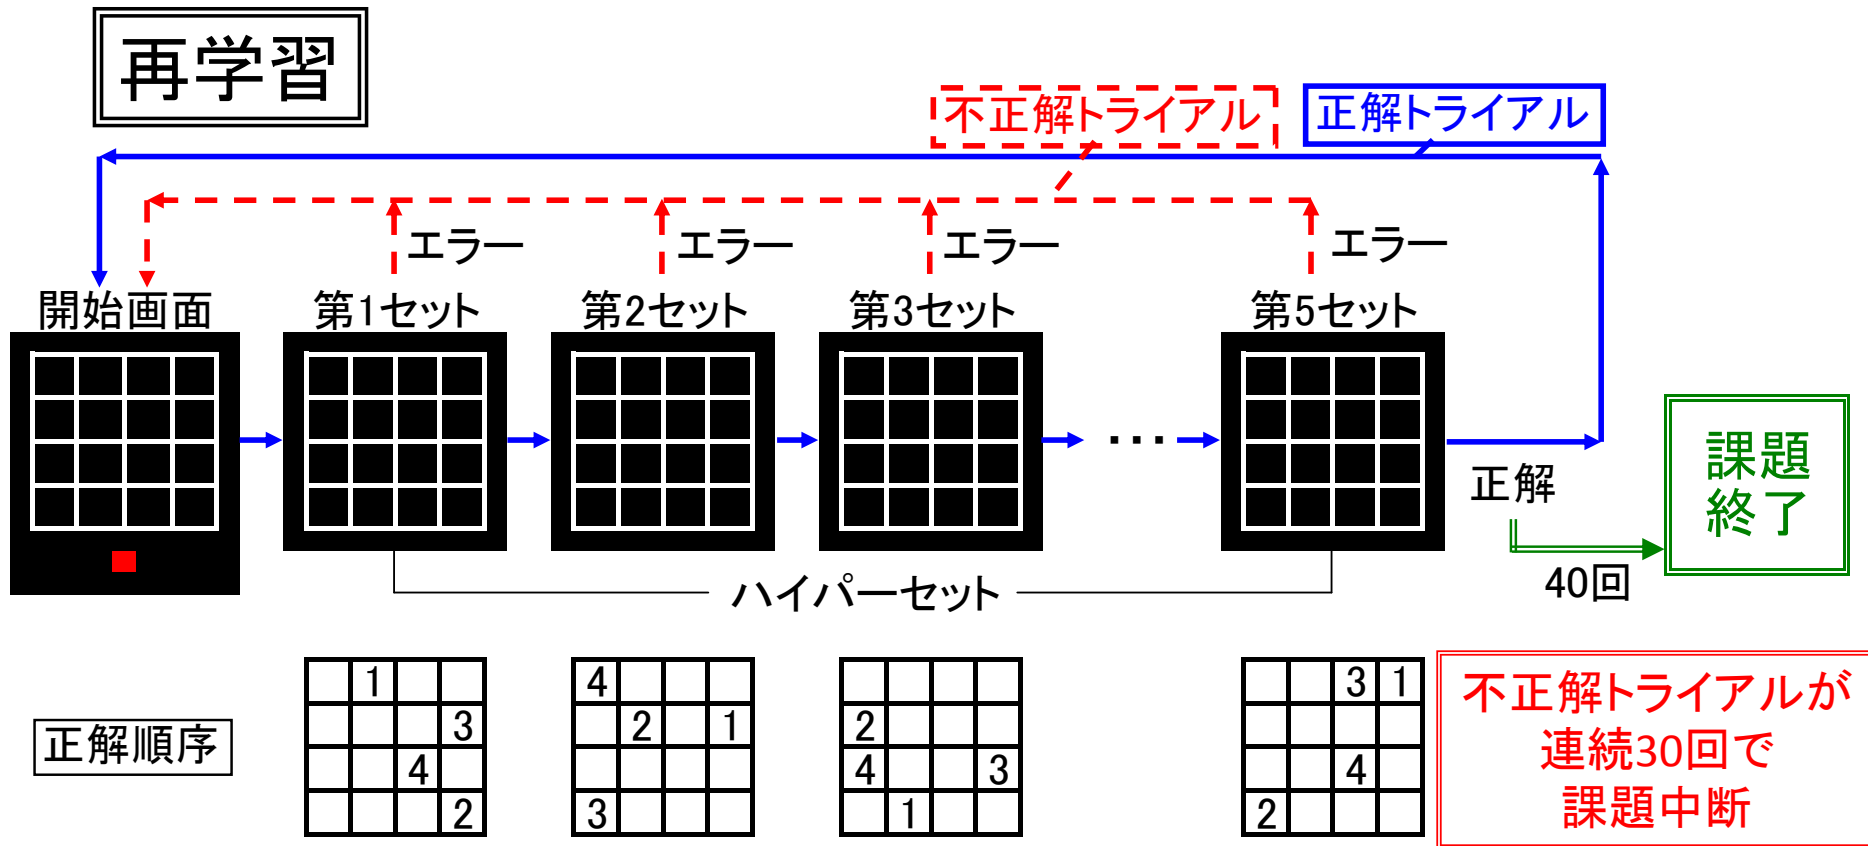 再学習
不正解トライアル
正解トライアル
エラー
エラー
エラー
エラー
開始画面
第1セット
第2セット
第3セット
第5セット
・・・
正解
課題
終了
40回
ハイパーセット
正解順序
1
3
4
2
4
2 1
3
2
4 3
1
3 1
4
2
不正解トライアルが
連続30回で
課題中断